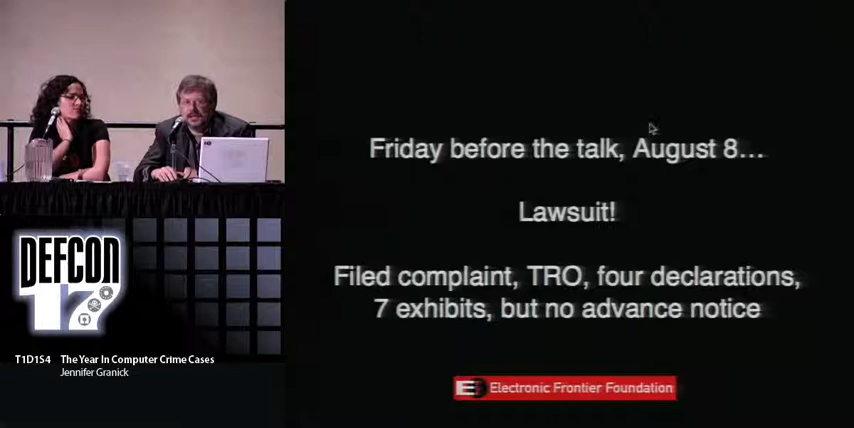 Friday before the talk, August 8...
Lawsuit!
Filed complaint, TRO, four declarations,
7 exhibits, but no advance notice
Electronic Frontier Foundation
DEFCON
17
T1D1S4 The Year In Computer Crime Cases
Jennifer Granick